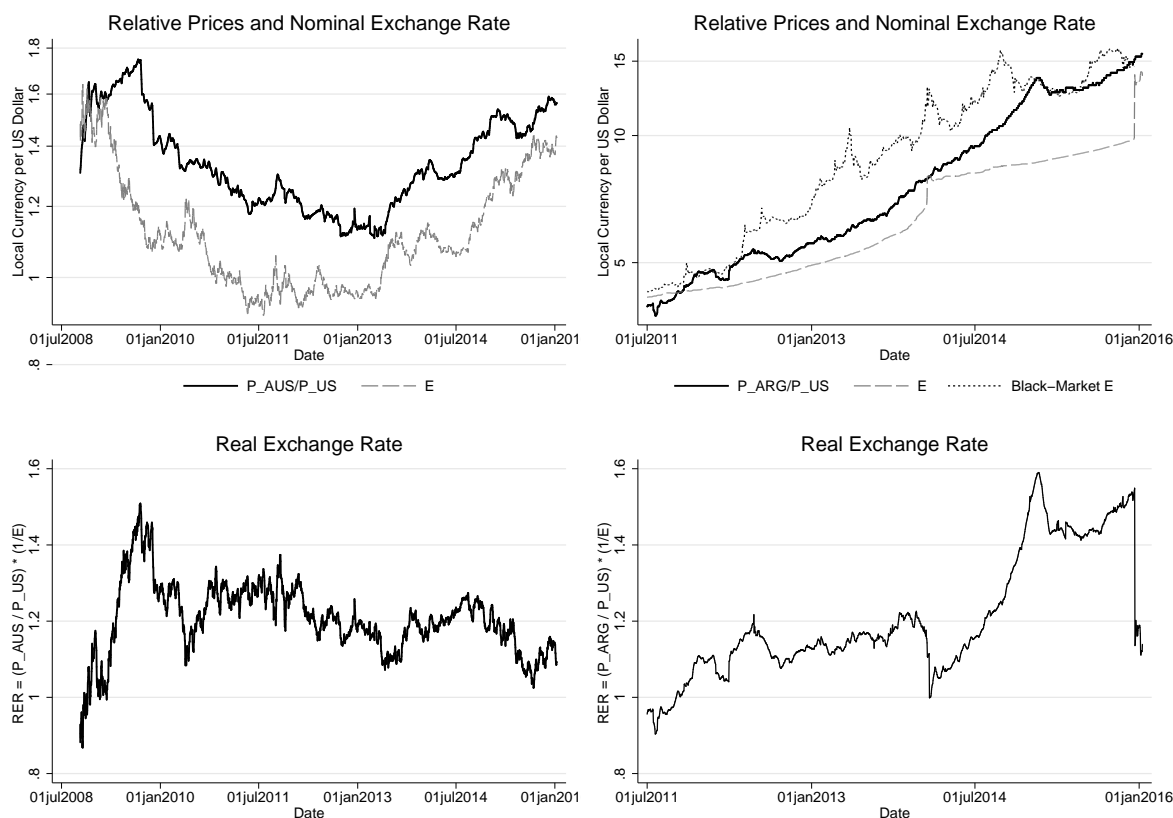 Relative Prices and Nominal Exchange Rate
Local Currency per US Dollar
1.8
1.6
1.4
1.2
1
.8
01jul2008 01jan2010 01jul2011 01jan2013 01jul2014 01jan201
Date
P_AUS/P_US E
Relative Prices and Nominal Exchange Rate
Local Currency per US Dollar
15
10
5
01jul2011 01jan2013 01jul2014 01jan2016
Date
P_ARG/P_US E Black−Market E
Real Exchange Rate
RER = (P_AUS / P_US) * (1/E)
1.6
1.4
1.2
1
.8
01jul2008 01jan2010 01jul2011 01jan2013 01jul2014 01jan201
Date
Real Exchange Rate
RER = (P_ARG / P_US) * (1/E)
1.6
1.4
1.2
1
.8
01jul2011 01jan2013 01jul2014 01jan2016
Date